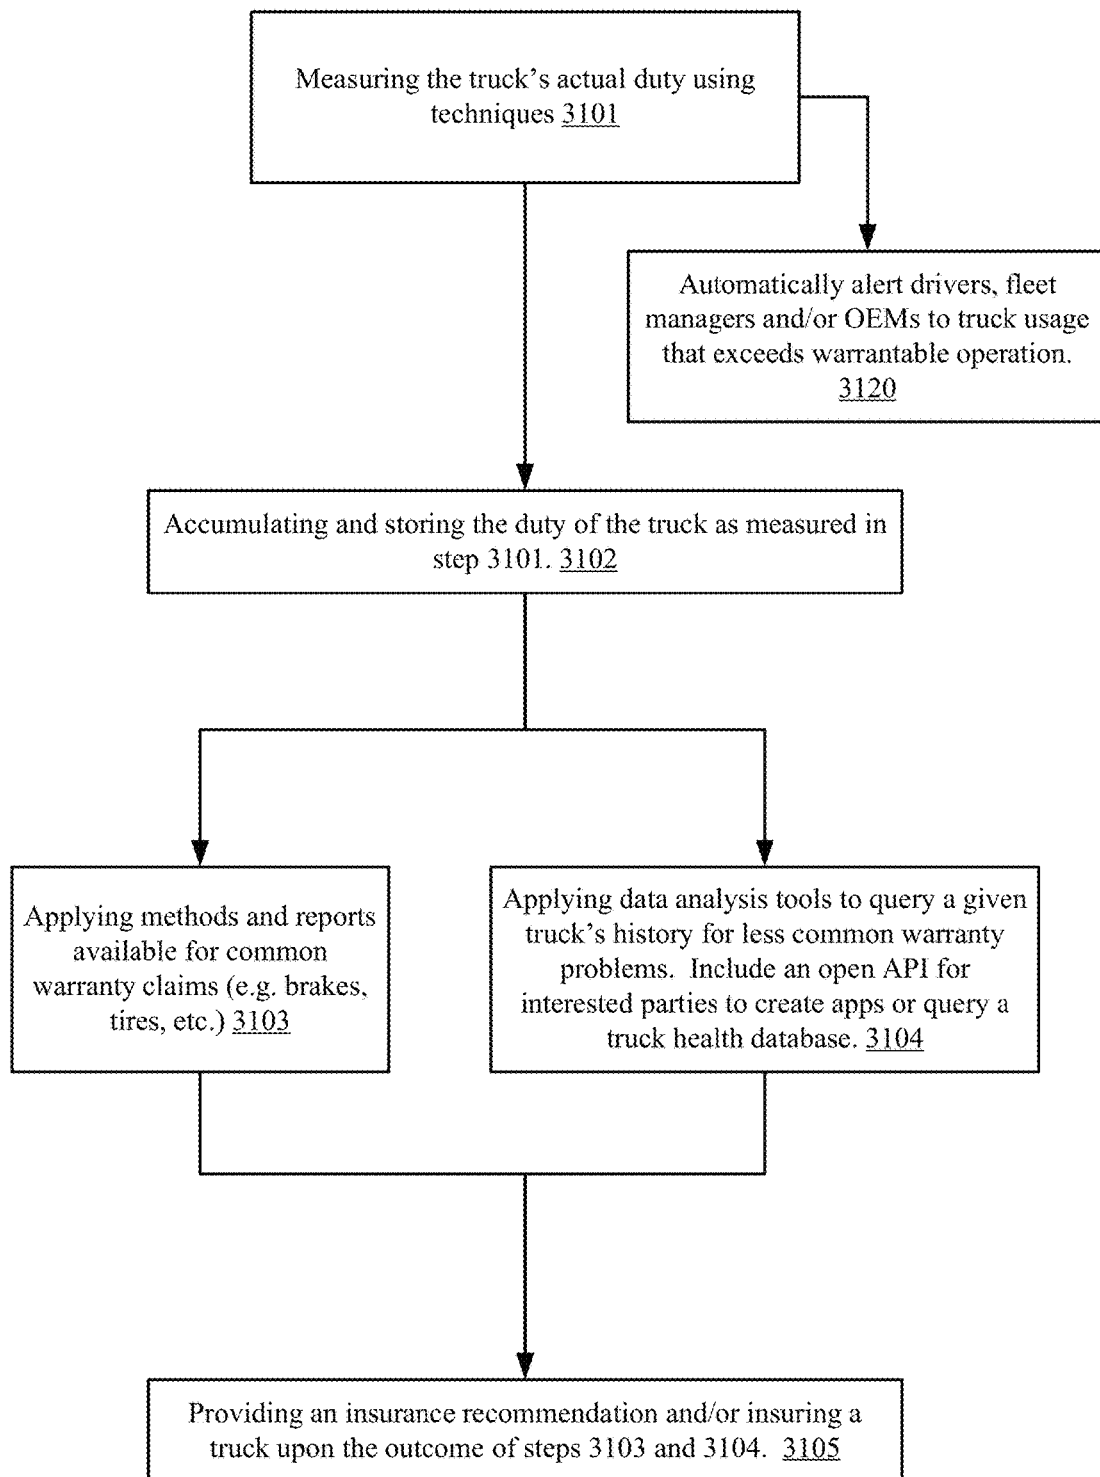 Measuring the truck's actual duty using
techniques 3101
Automatically alert drivers, fleet
managers and/or OEMs to truck usage
that exceeds warrantable operation.
3120
Accumulating and storing the duty of the truck as measured in
step 3101. 3102
Applying methods and reports
available for common
warranty claims (e.g. brakes,
tires, etc.) 3103
Applying data analysis tools to query a given
truck's history for less common warranty
problems. Include an open API for
interested parties to create apps or query a
truck health database. 3104
Providing an insurance recommendation and/or insuring a
truck upon the outcome of steps 3103 and 3104. 3105